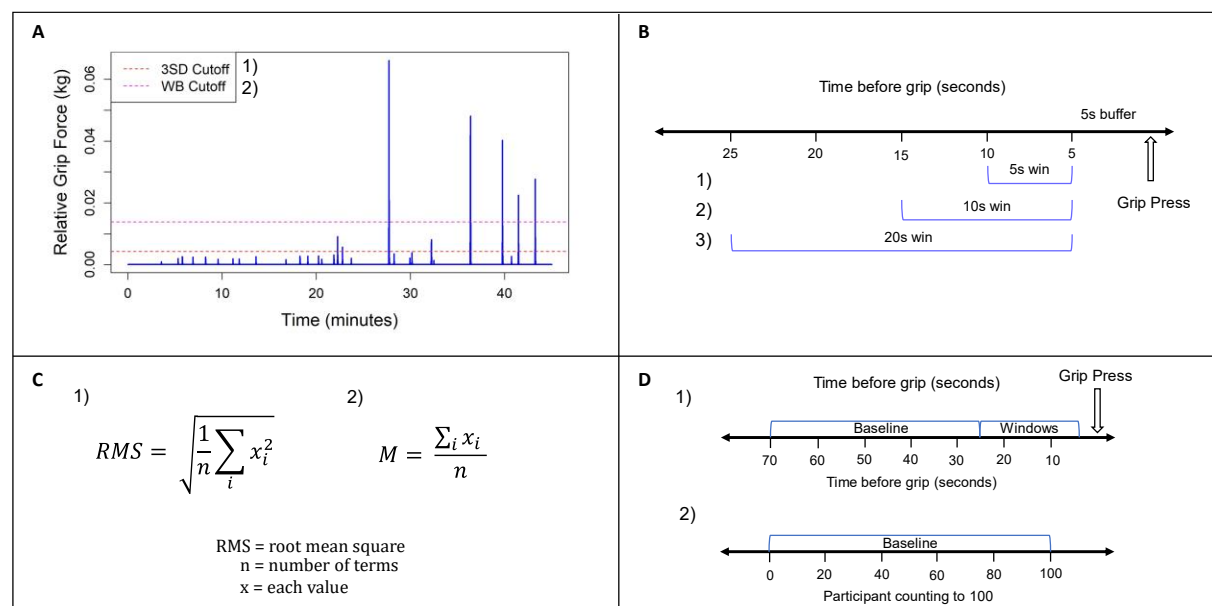 A
3SD Cutoff 1)
WB Cutoff 2)
Relative Grip Force (kg)
0.06
0.04
0.02
0.00
0 10 20 30 40
Time (minutes)
B
Time before grip (seconds)
5s buffer
25 20 15 10 5
1) 5s win
Grip Press
2) 10s win
3) 20s win
C
1) 2)
RMS = √(1/n ∑i xi²)
M = ∑i xi / n
RMS = root mean square
n = number of terms
x = each value
D
Time before grip (seconds) Grip Press
1)
Baseline Windows
70 60 50 40 30 20 10
Time before grip (seconds)
2)
Baseline
0 20 40 60 80 100
Participant counting to 100